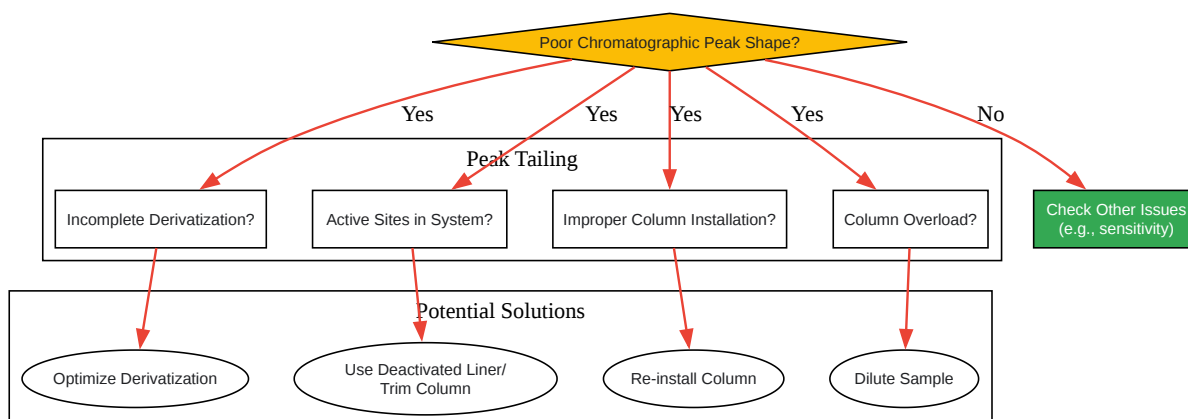 Poor Chromatographic Peak Shape?
Yes
Yes
Yes
Yes
No
Peak Tailing
Incomplete Derivatization?
Active Sites in System?
Improper Column Installation?
Column Overload?
Check Other Issues
(e.g., sensitivity)
Potential Solutions
Optimize Derivatization
Use Deactivated Liner/
Trim Column
Re-install Column
Dilute Sample